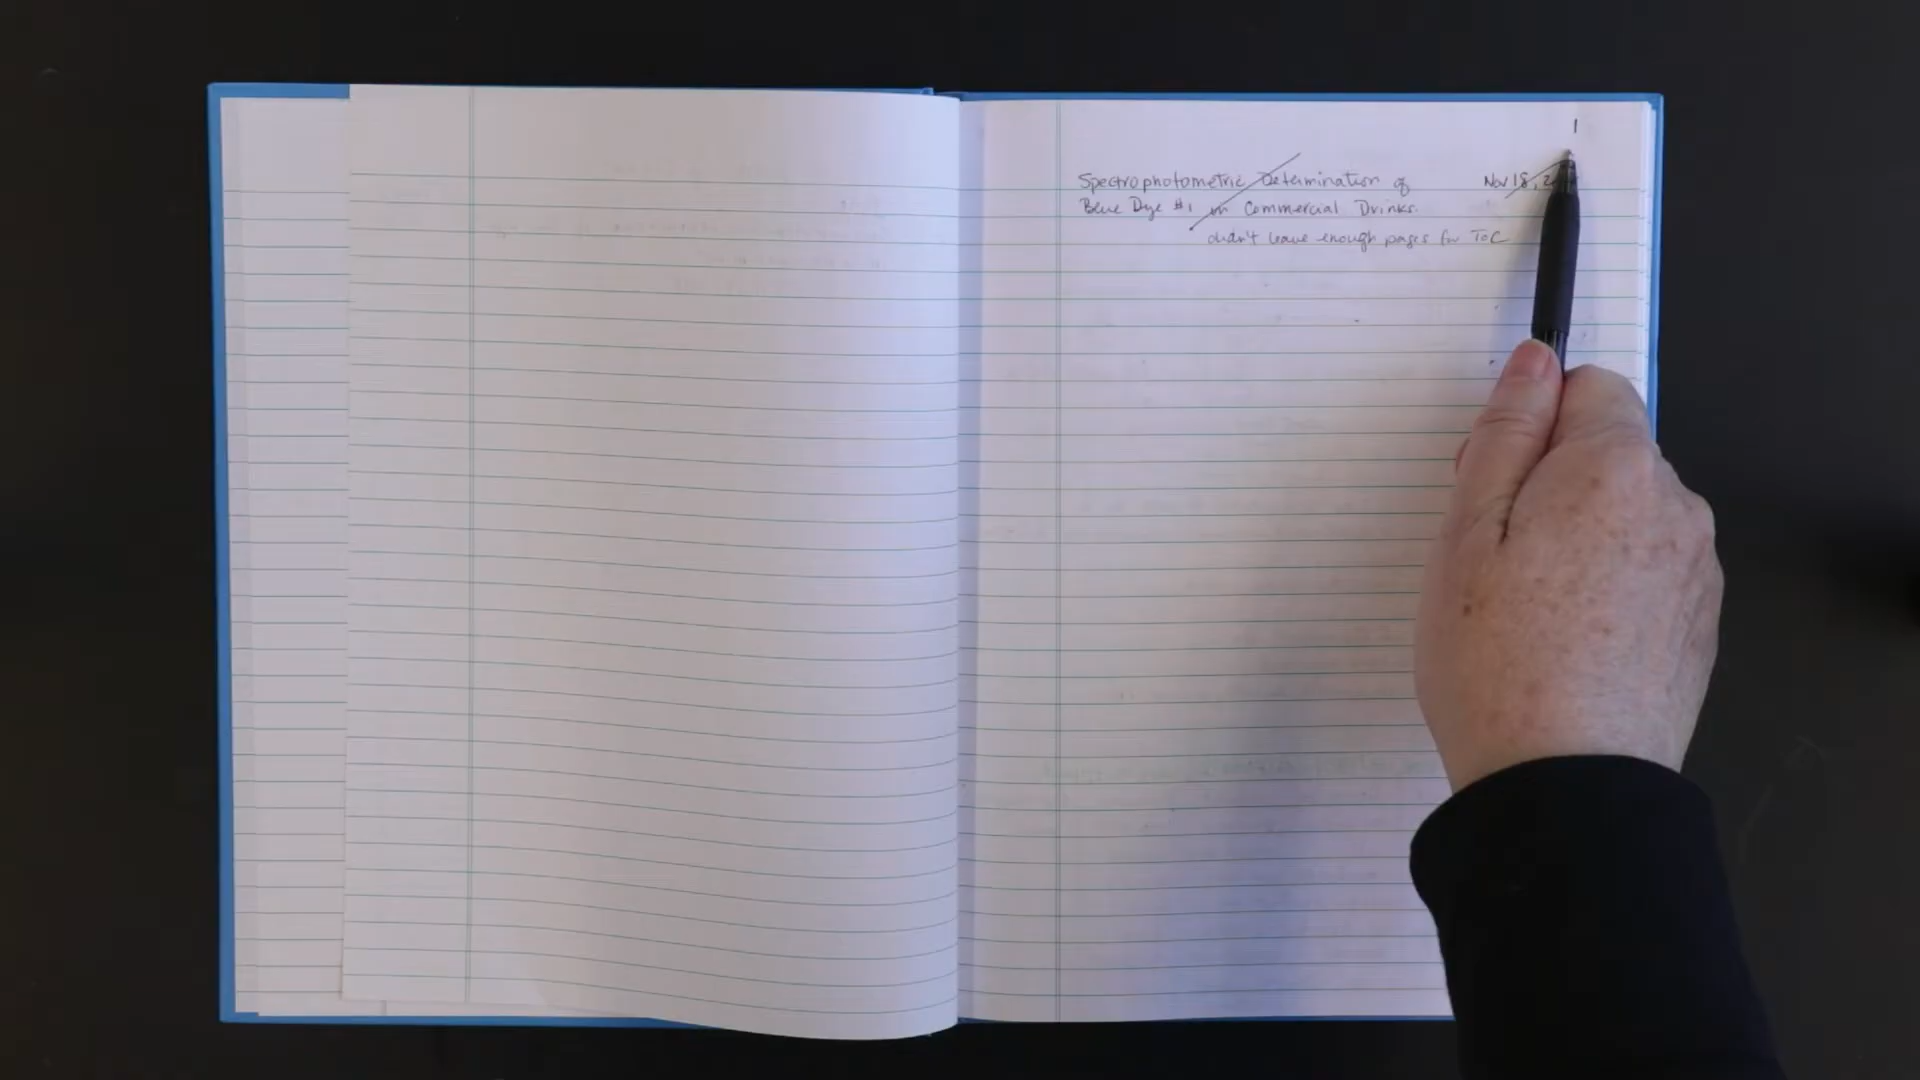 1
Spectrophotometric Determination of Nov 18, 2
Blue Dye #1 in Commercial Drinks.
didn't leave enough pages for ToC